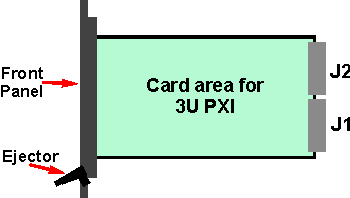 Front
Panel
Card area for
3U PXI
J2
J1
Ejector